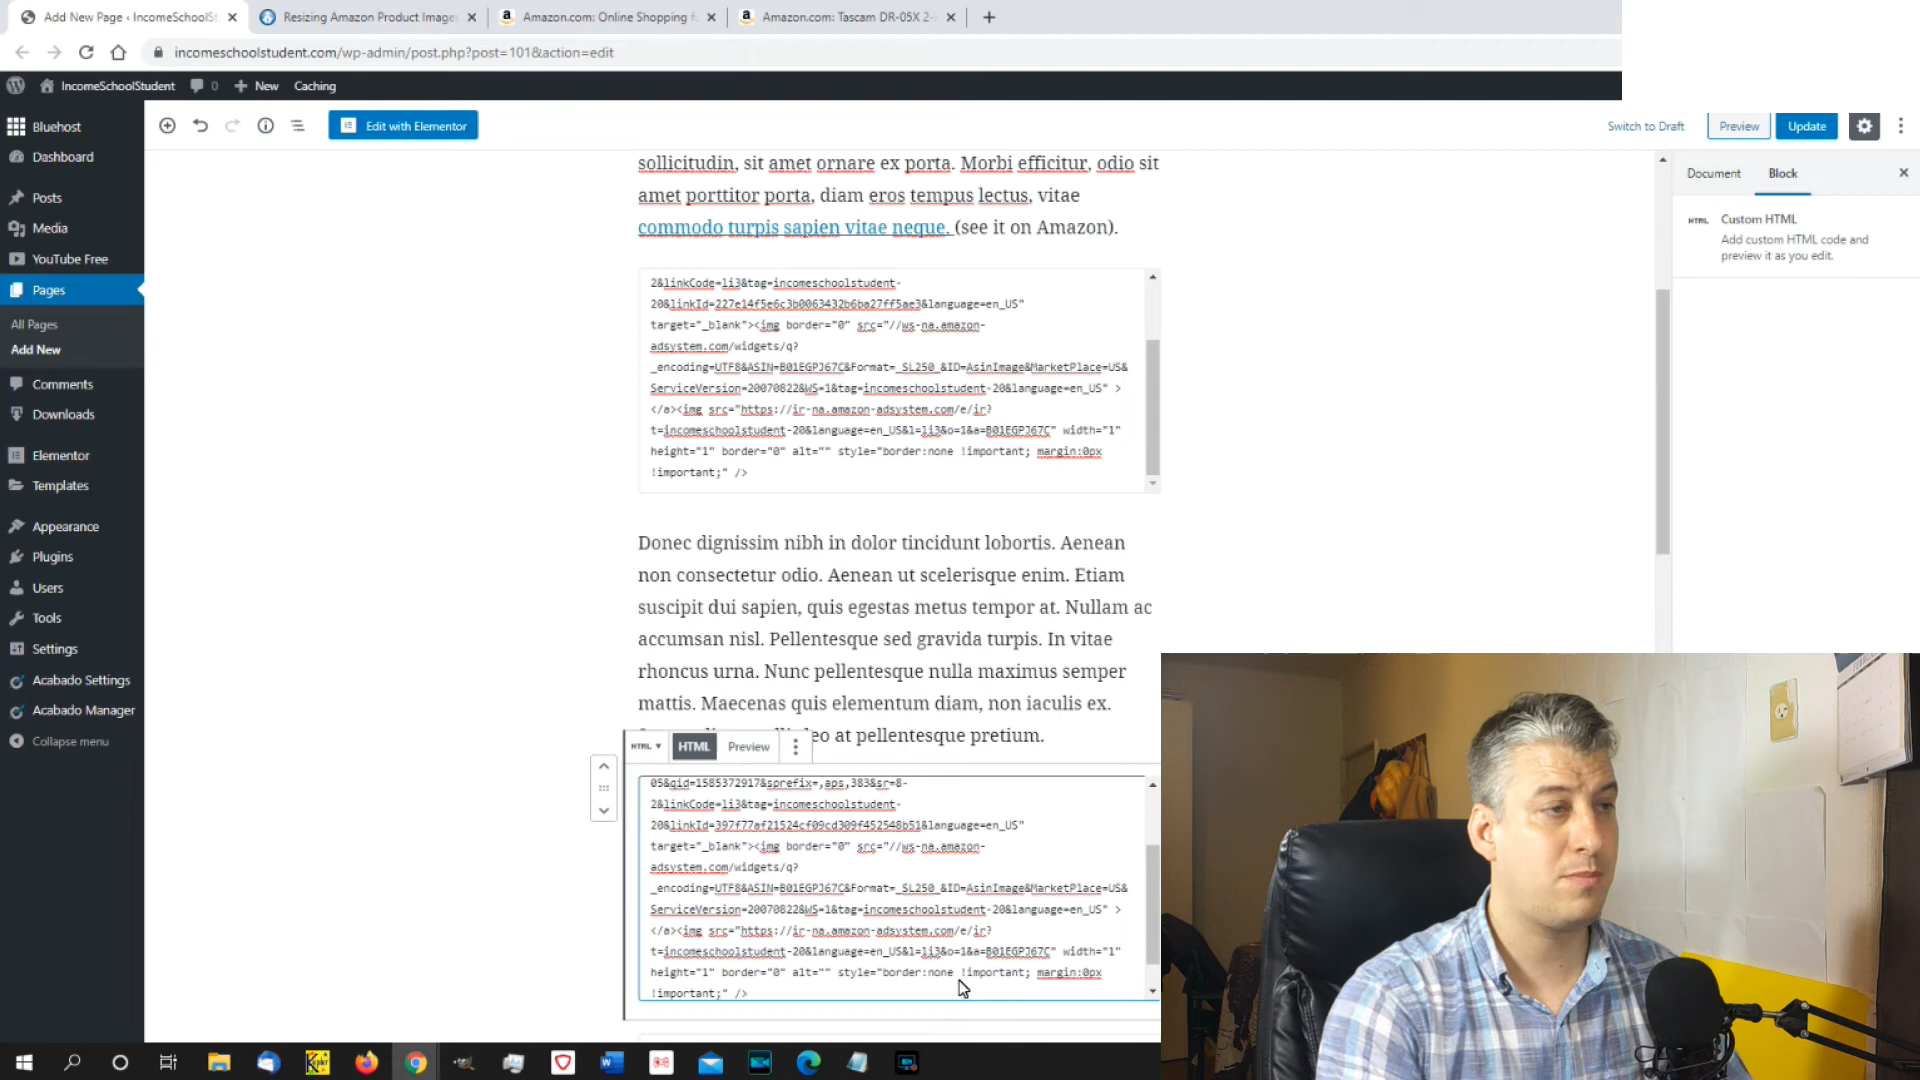 Add New Page ‹ IncomeSchoolSt
Resizing Amazon Product Images
Amazon.com: Online Shopping f
Amazon.com: Tascam DR-05X 2-
incomeschoolstudent.com/wp-admin/post.php?post=101&action=edit
IncomeSchoolStudent
0
New
Caching
Bluehost
Dashboard
Posts
Media
YouTube Free
Pages
All Pages
Add New
Comments
Downloads
Elementor
Templates
Appearance
Plugins
Users
Tools
Settings
Acabado Settings
Acabado Manager
Collapse menu
Edit with Elementor
Switch to Draft
Preview
Update
sollicitudin, sit amet ornare ex porta. Morbi efficitur, odio sit
amet porttitor porta, diam eros tempus lectus, vitae
commodo turpis sapien vitae neque. (see it on Amazon).
2&linkCode=li3&tag=incomeschoolstudent-
20&linkId=227e14f5e6c3b0063432b6ba27ff5ae3&language=en_US"
target="_blank"><img border="0" src="//ws-na.amazon-
adsystem.com/widgets/q?
_encoding=UTF8&ASIN=B01EGPJ67C&Format=_SL250_&ID=AsinImage&MarketPlace=US&
ServiceVersion=20070822&WS=1&tag=incomeschoolstudent-20&language=en_US" >
</a><img src="https://ir-na.amazon-adsystem.com/e/ir?
t=incomeschoolstudent-20&language=en_US&l=li3&o=1&a=B01EGPJ67C" width="1"
height="1" border="0" alt="" style="border:none !important; margin:0px
!important;" />
Donec dignissim nibh in dolor tincidunt lobortis. Aenean
non consectetur odio. Aenean ut scelerisque enim. Etiam
suscipit dui sapien, quis egestas metus tempor at. Nullam ac
accumsan nisl. Pellentesque sed gravida turpis. In vitae
rhoncus urna. Nunc pellentesque nulla maximus semper
mattis. Maecenas quis elementum diam, non iaculis ex.
eo at pellentesque pretium.
HTML
HTML
Preview
05&qid=1585372917&sprefix=,aps,383&sr=8-
2&linkCode=li3&tag=incomeschoolstudent-
20&linkId=397f77af21524cf09cd309f452548b51&language=en_US"
target="_blank"><img border="0" src="//ws-na.amazon-
adsystem.com/widgets/q?
_encoding=UTF8&ASIN=B01EGPJ67C&Format=_SL250_&ID=AsinImage&MarketPlace=US&
ServiceVersion=20070822&WS=1&tag=incomeschoolstudent-20&language=en_US" >
</a><img src="https://ir-na.amazon-adsystem.com/e/ir?
t=incomeschoolstudent-20&language=en_US&l=li3&o=1&a=B01EGPJ67C" width="1"
height="1" border="0" alt="" style="border:none !important; margin:0px
!important;" />
Document
Block
HTML
Custom HTML
Add custom HTML code and
preview it as you edit.